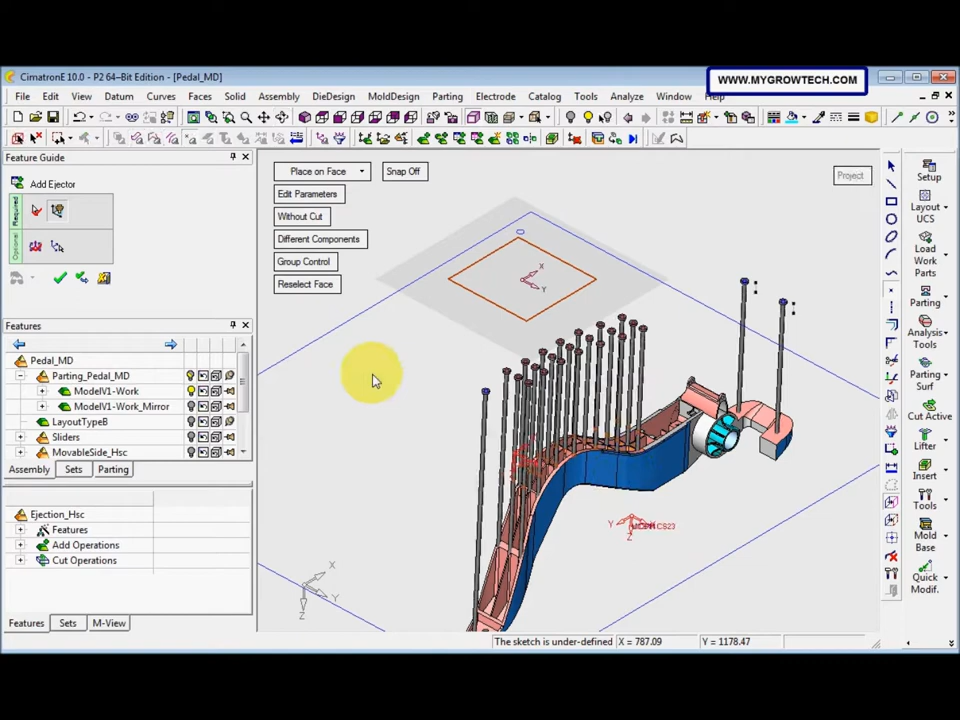 CimatronE 10.0 - P2 64–Bit Edition - [Pedal_MD]
WWW.MYGROWTECH.COM
File Edit View Datum Curves Faces Solid Assembly DieDesign MoldDesign Parting Electrode Catalog Tools Analyze Window Help
Feature Guide
Add Ejector
Required
Optional
Features
Pedal_MD
Parting_Pedal_MD
ModelV1-Work
ModelV1-Work_Mirror
LayoutTypeB
Sliders
MovableSide_Hsc
Assembly Sets Parting
Ejection_Hsc
Features
Add Operations
Cut Operations
Features Sets M-View
Place on Face Snap Off
Edit Parameters
Without Cut
Different Components
Group Control
Reselect Face
Project
X
Y
Y
Z
X
Y
Z
The sketch is under-defined X = 787.09 Y = 1178.47
Setup
Layout UCS
Load Work Parts
Parting
Analysis Tools
Parting Surf
Cut Active
Lifter
Insert
Tools
Mold Base
Quick Modif.